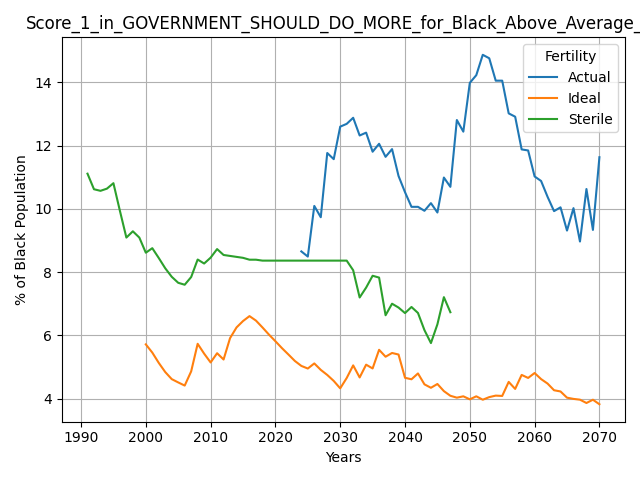 Score_1_in_GOVERNMENT_SHOULD_DO_MORE_for_Black_Above_Average_
Fertility
Actual
Ideal
Sterile
% of Black Population
14
12
10
8
6
4
1990 2000 2010 2020 2030 2040 2050 2060 2070
Years